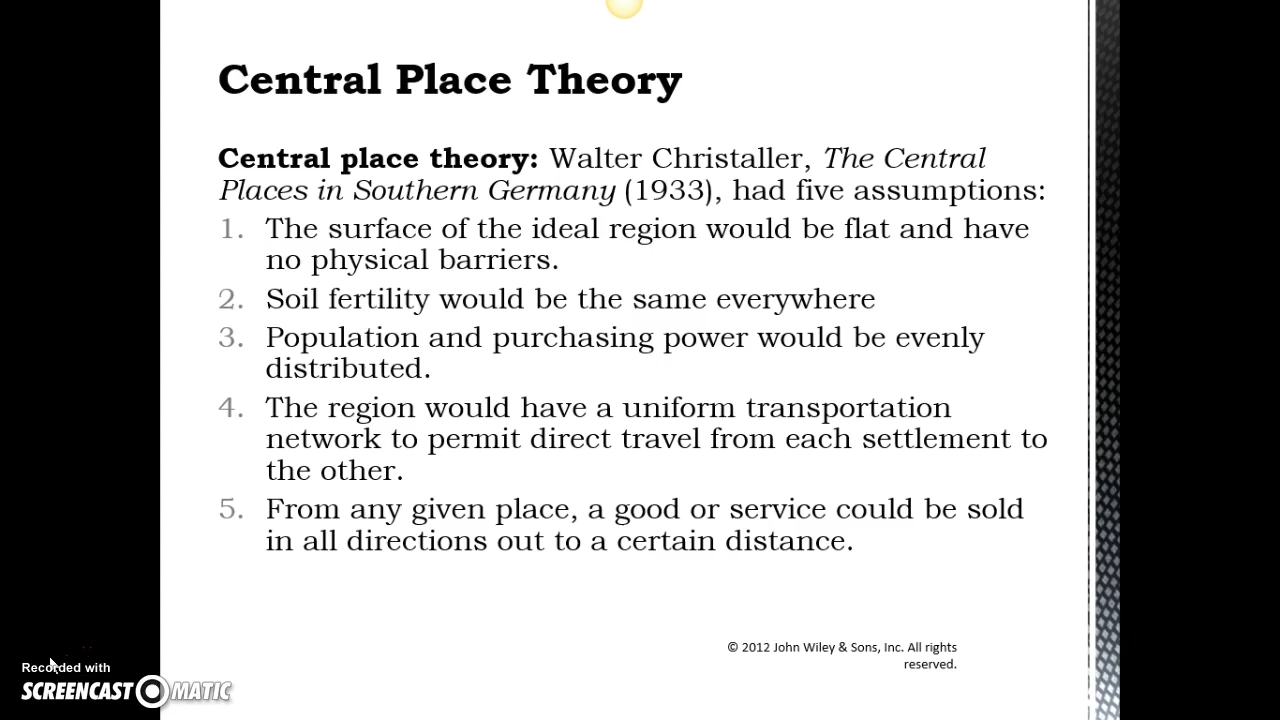 Central Place Theory
Central place theory: Walter Christaller, The Central
Places in Southern Germany (1933), had five assumptions:
1. The surface of the ideal region would be flat and have
no physical barriers.
2. Soil fertility would be the same everywhere
3. Population and purchasing power would be evenly
distributed.
4. The region would have a uniform transportation
network to permit direct travel from each settlement to
the other.
5. From any given place, a good or service could be sold
in all directions out to a certain distance.
© 2012 John Wiley & Sons, Inc. All rights
reserved.
Recorded with
SCREENCAST O MATIC